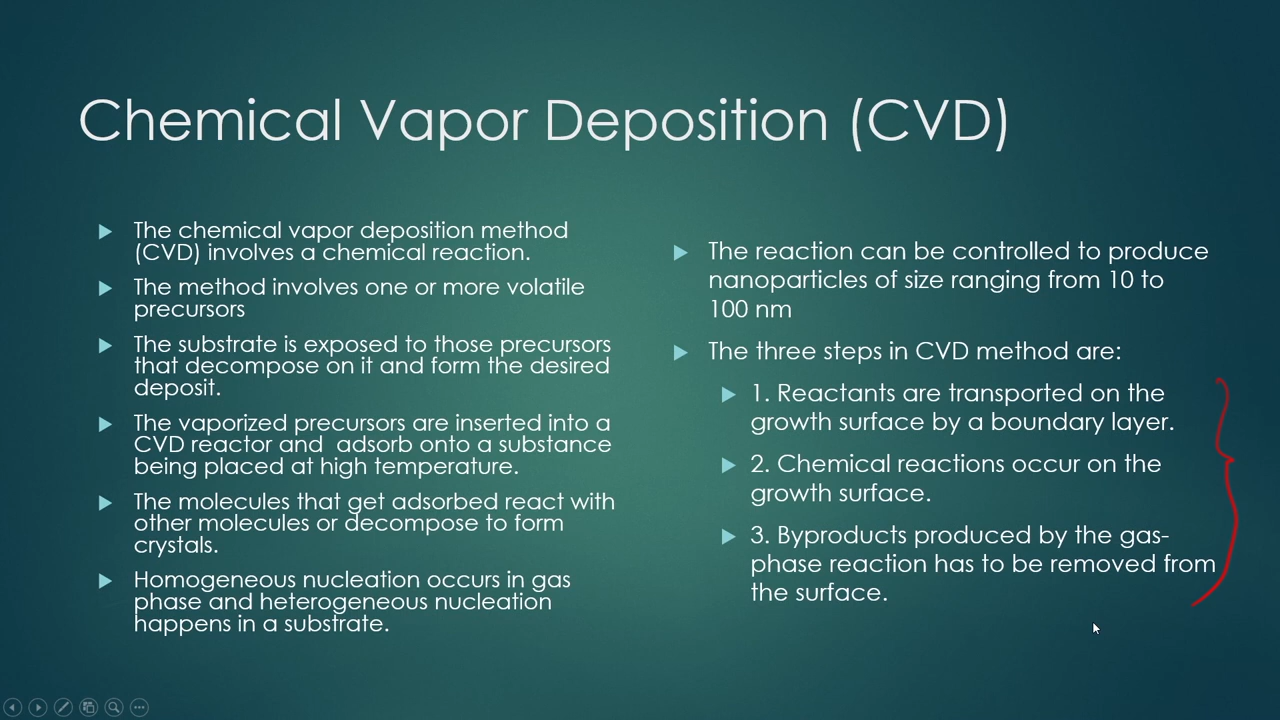 Chemical Vapor Deposition (CVD)
The chemical vapor deposition method
(CVD) involves a chemical reaction.
The method involves one or more volatile
precursors
The substrate is exposed to those precursors
that decompose on it and form the desired
deposit.
The vaporized precursors are inserted into a
CVD reactor and  adsorb onto a substance
being placed at high temperature.
The molecules that get adsorbed react with
other molecules or decompose to form
crystals.
Homogeneous nucleation occurs in gas
phase and heterogeneous nucleation
happens in a substrate.
The reaction can be controlled to produce
nanoparticles of size ranging from 10 to
100 nm
The three steps in CVD method are:
1. Reactants are transported on the
growth surface by a boundary layer.
2. Chemical reactions occur on the
growth surface.
3. Byproducts produced by the gas-
phase reaction has to be removed from
the surface.